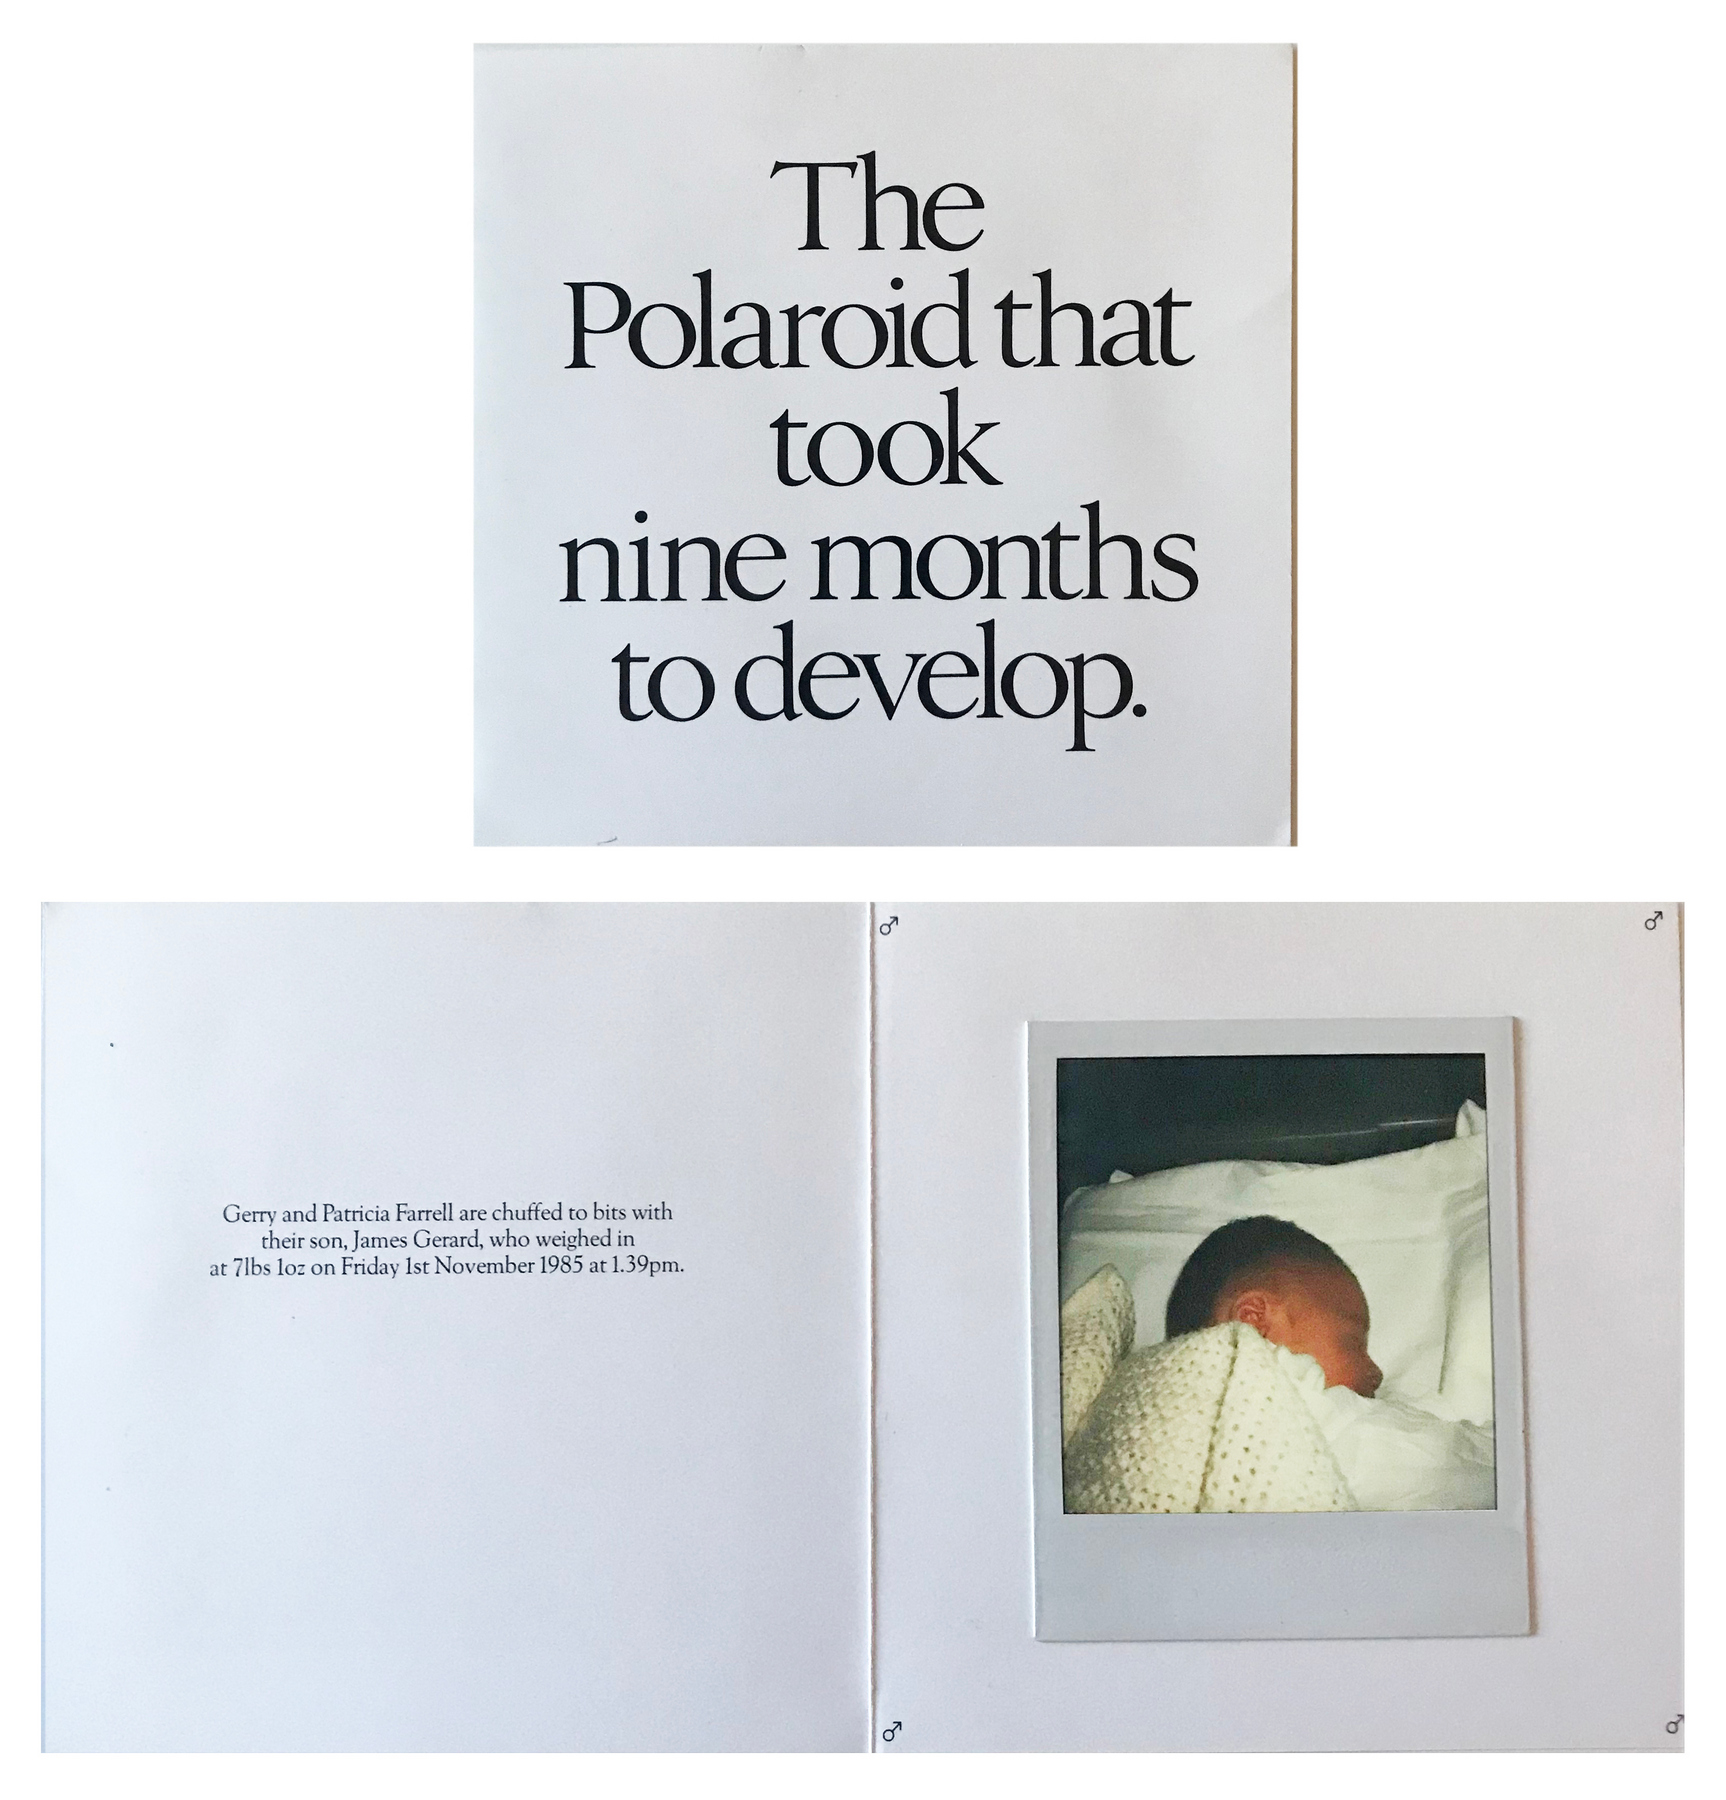 The
Polaroid that
took
nine months
to develop.
♂ ♂
Gerry and Patricia Farrell are chuffed to bits with
their son, James Gerard, who weighed in
at 7lbs 1oz on Friday 1st November 1985 at 1.39pm.
♂ ♂